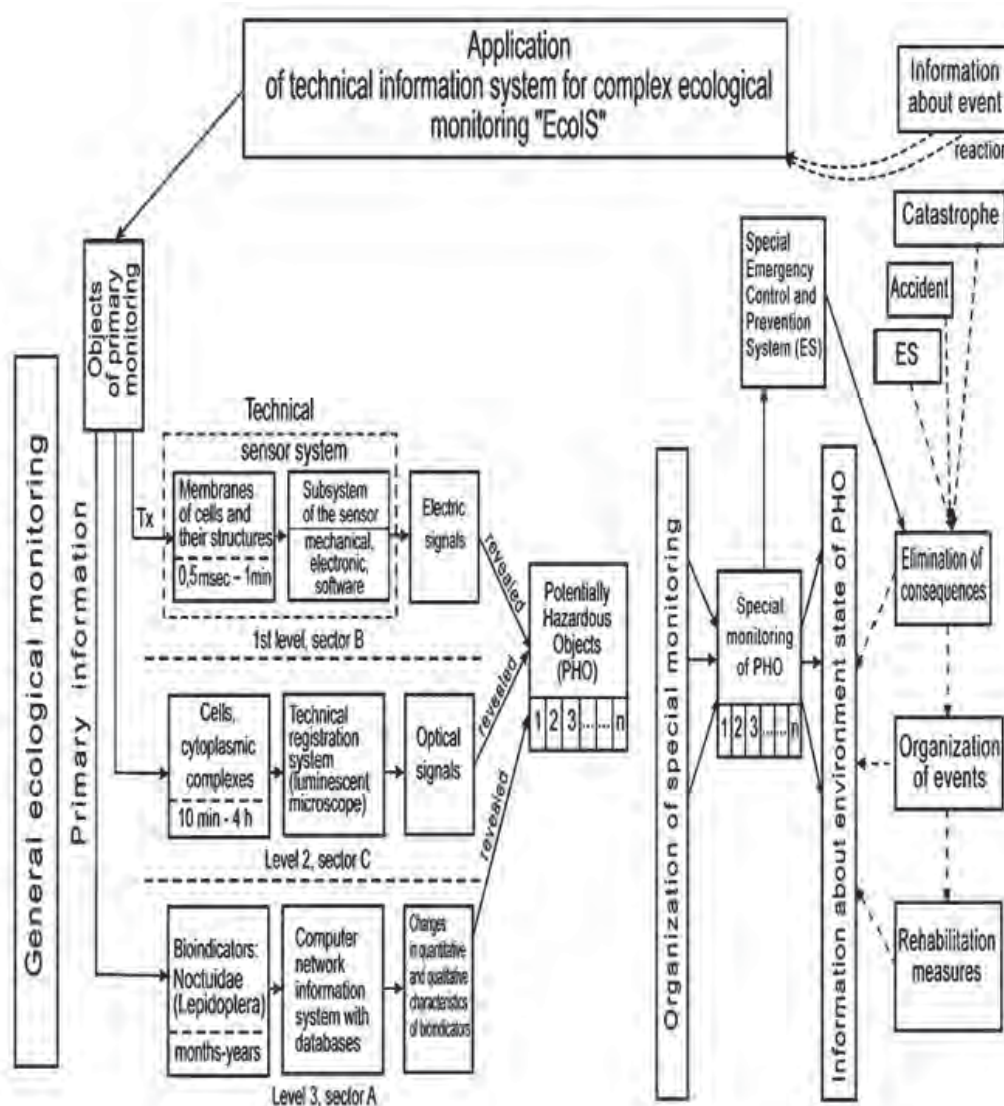 Application
of technical information system for complex ecological
monitoring "EcoIS"
Information
about event
reaction
Catastrophe
Accident
ES
Special
Emergency
Control and
Prevention
System (ES)
Objects
of primary
monitoring
General ecological monitoring
Primary information
Technical
sensor system
Tx
Membranes
of cells and
their structures
0,5msec – 1min
Subsystem
of the sensor
mechanical,
electronic,
software
Electric
signals
1st level, sector B
revealed
Cells,
cytoplasmic
complexes
10 min - 4 h
Technical
registration
system
(luminescent
microscope)
Optical
signals
Level 2, sector C
revealed
Bioindicators:
Noctuidae
(Lepidoptera)
months-years
Computer
network
information
system with
databases
Changes
in quantitative
and qualitative
characteristics
of bioindicators
Level 3, sector A
revealed
Potentially
Hazardous
Objects
(PHO)
1 2 3 ...... n
Organization of special monitoring
Special
monitoring
of PHO
1 2 3 ...... n
Information about environment state of PHO
Elimination of
consequences
Organization
of events
Rehabilitation
measures